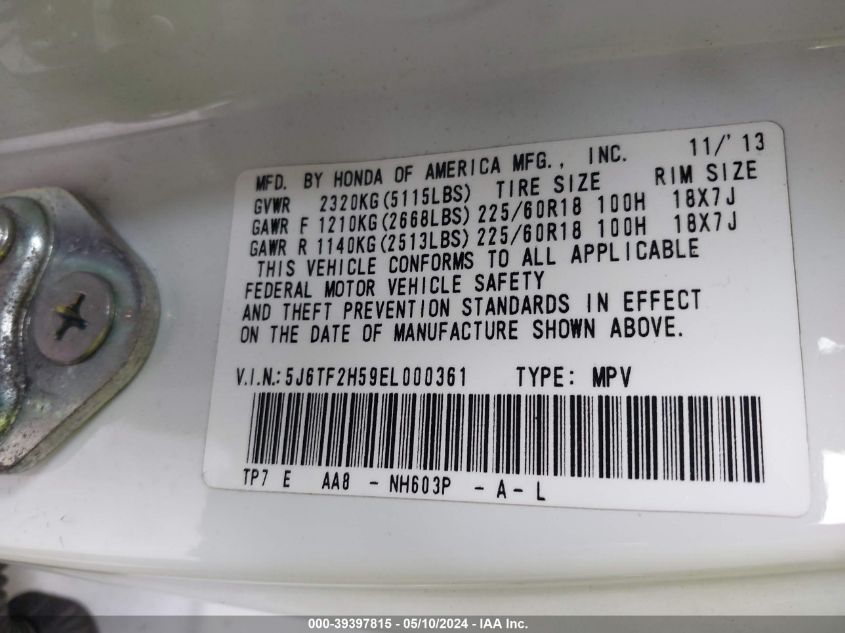 11/'13
MFD. BY HONDA OF AMERICA MFG., INC.
GVWR 2320KG(5115LBS) TIRE SIZE RIM SIZE
GAWR F 1210KG(2668LBS) 225/60R18 100H 18X7J
GAWR R 1140KG(2513LBS) 225/60R18 100H 18X7J
THIS VEHICLE CONFORMS TO ALL APPLICABLE
FEDERAL MOTOR VEHICLE SAFETY
AND THEFT PREVENTION STANDARDS IN EFFECT
ON THE DATE OF MANUFACTURE SHOWN ABOVE.
V.I.N.: 5J6TF2H59EL000361 TYPE: MPV
TP7 E AA8 - NH603P - A - L
000-39397815 - 05/10/2024 - IAA Inc.